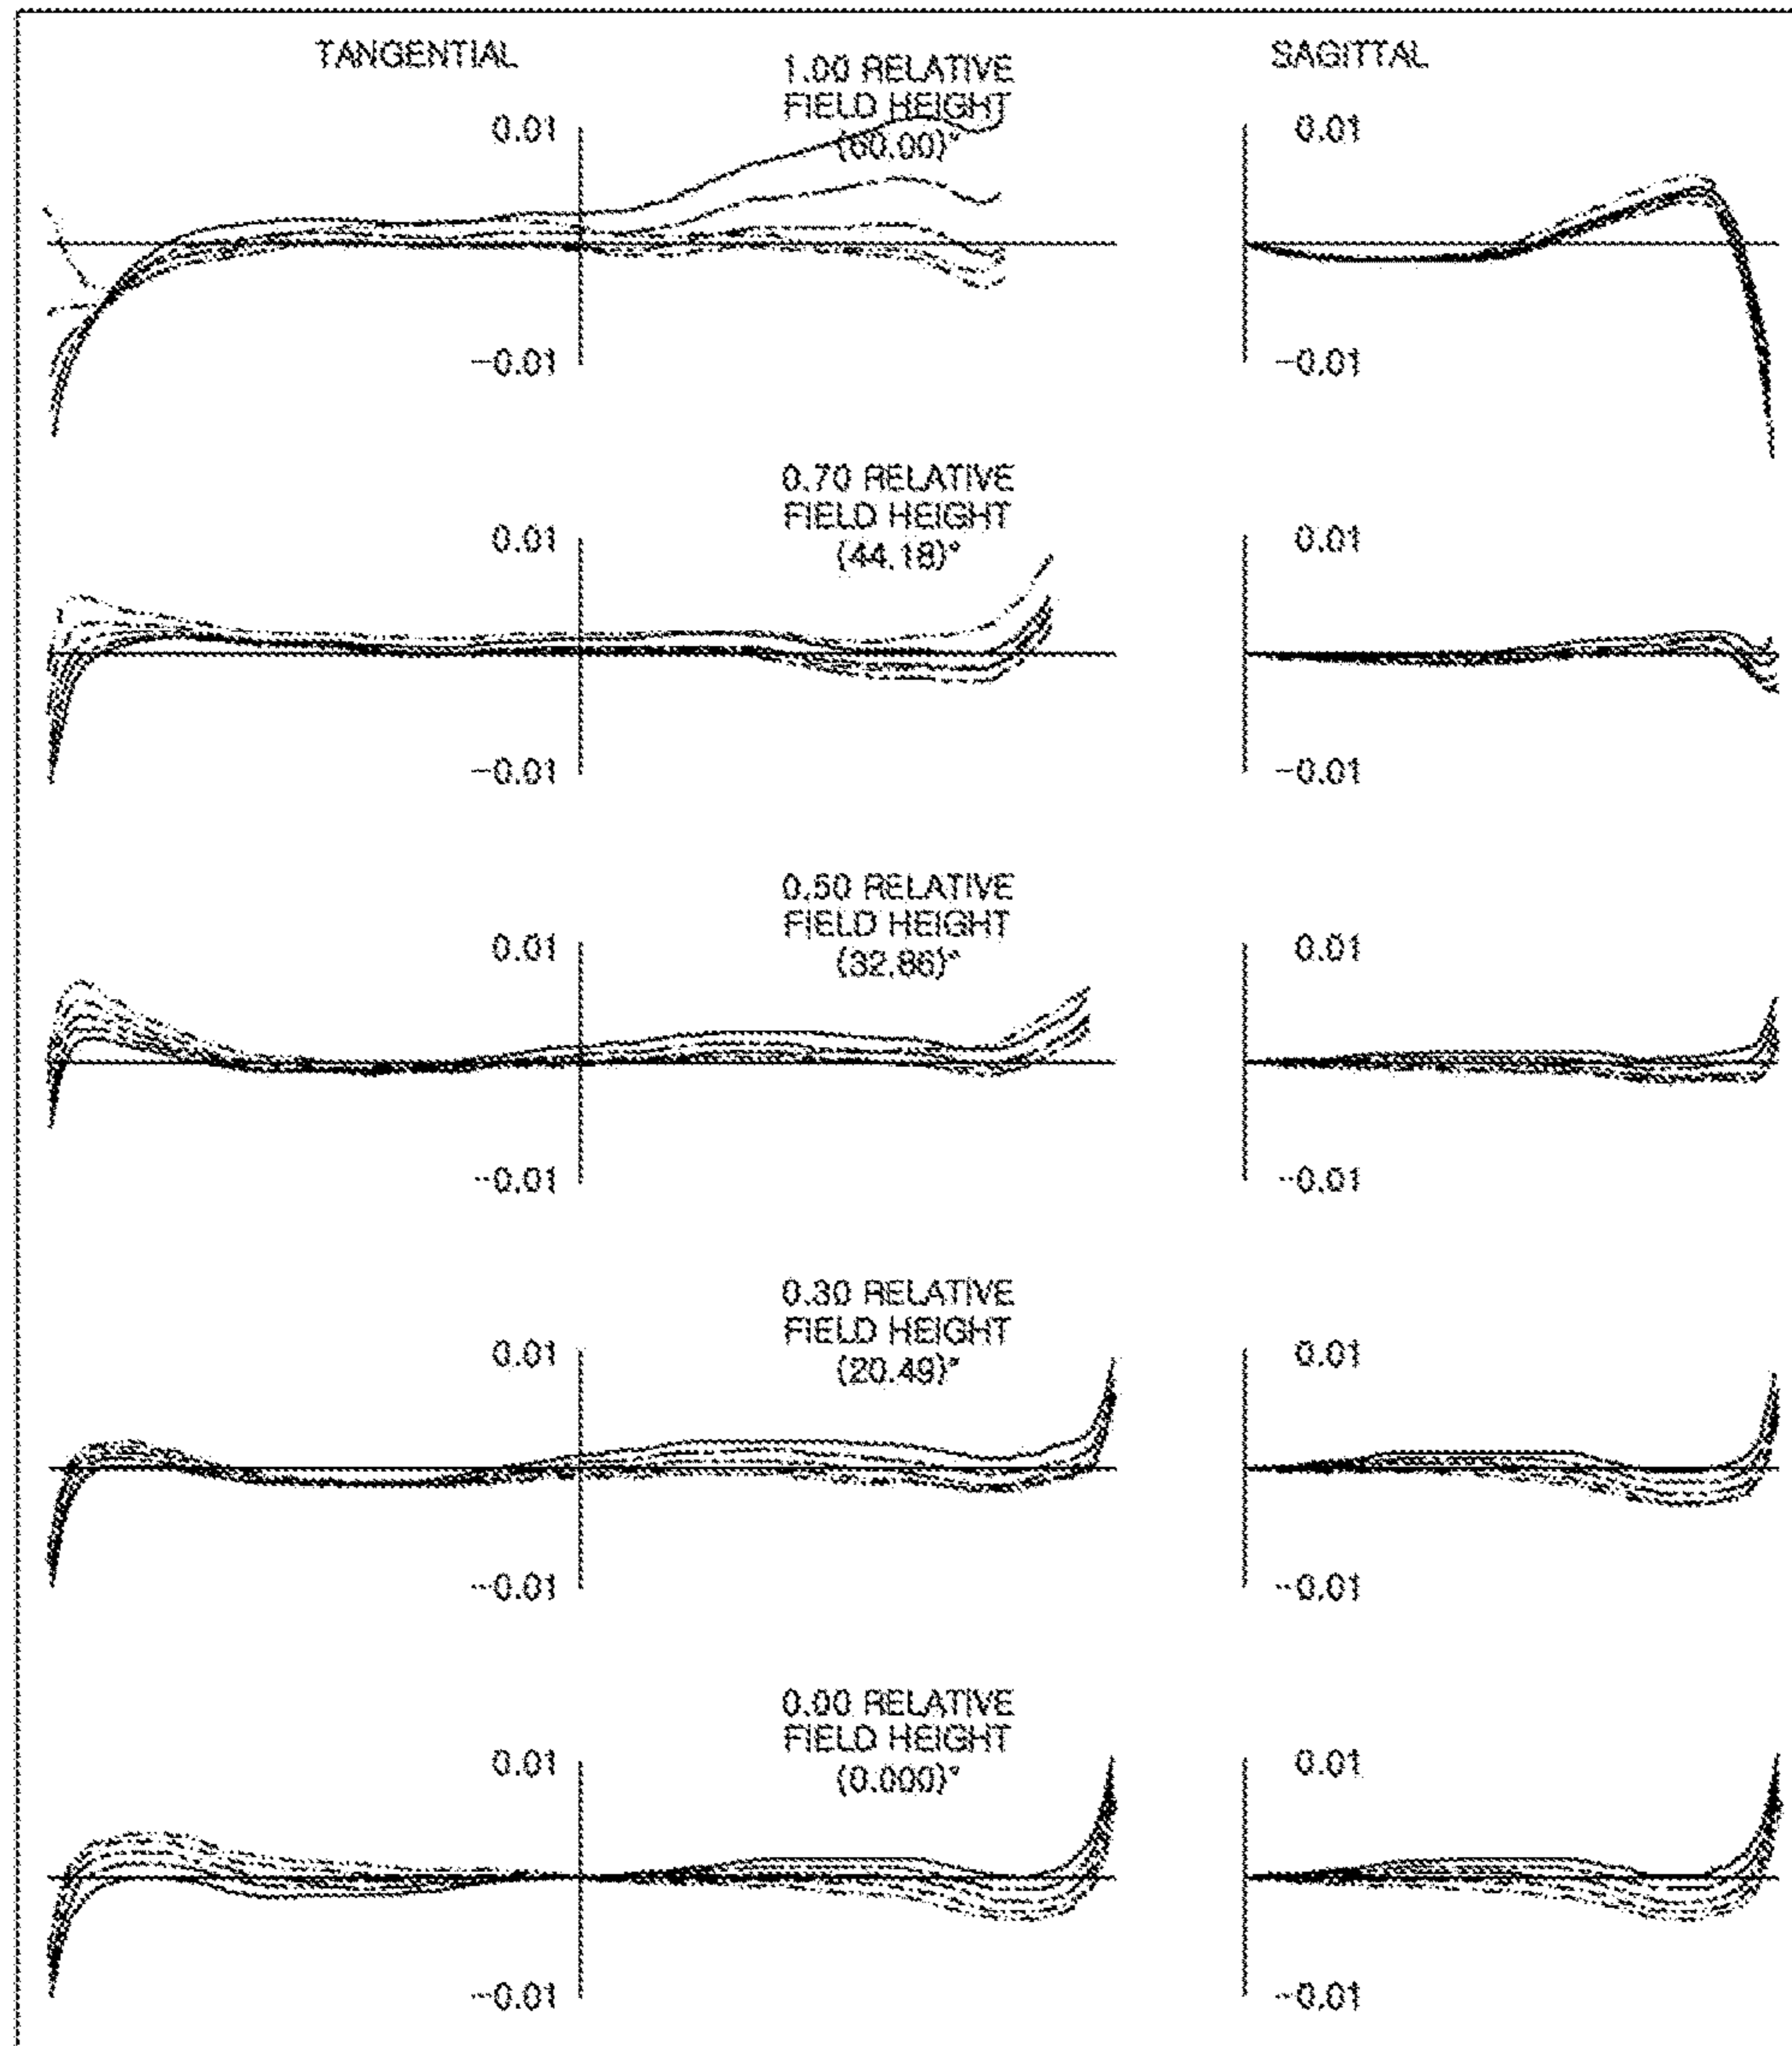 TANGENTIAL
SAGITTAL
1.00 RELATIVE
FIELD HEIGHT
(60.00)°
0.01
0.01
-0.01
-0.01
0.70 RELATIVE
FIELD HEIGHT
(44.18)°
0.01
0.01
-0.01
-0.01
0.50 RELATIVE
FIELD HEIGHT
(32.86)°
0.01
0.01
-0.01
-0.01
0.30 RELATIVE
FIELD HEIGHT
(20.49)°
0.01
0.01
-0.01
-0.01
0.00 RELATIVE
FIELD HEIGHT
(0.000)°
0.01
0.01
-0.01
-0.01